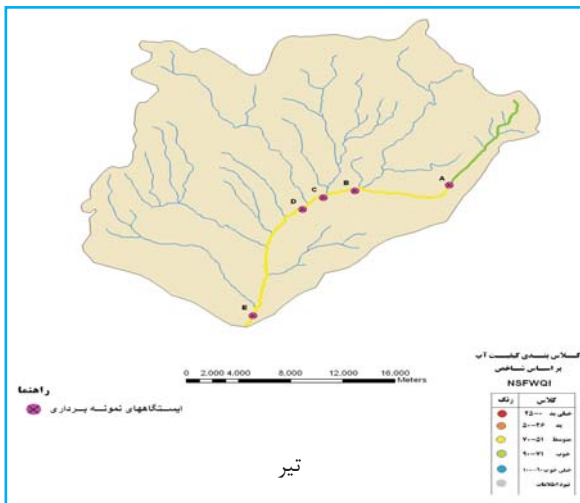 A
B
C
D
E
0 2,000 4,000 8,000 12,000 16,000
Meters
راهنما
ایستگاههای نمونه برداری
تیر
کلاس بندی کیفیت آب
بر اساس شاخص
NSFWQI
رنگ کلاس
خیلی بد ۰-۲۵
بد ۲۶-۵۰
متوسط ۵۱-۷۰
خوب ۷۱-۹۰
خیلی خوب ۹۰-۱۰۰
نبود اطلاعات